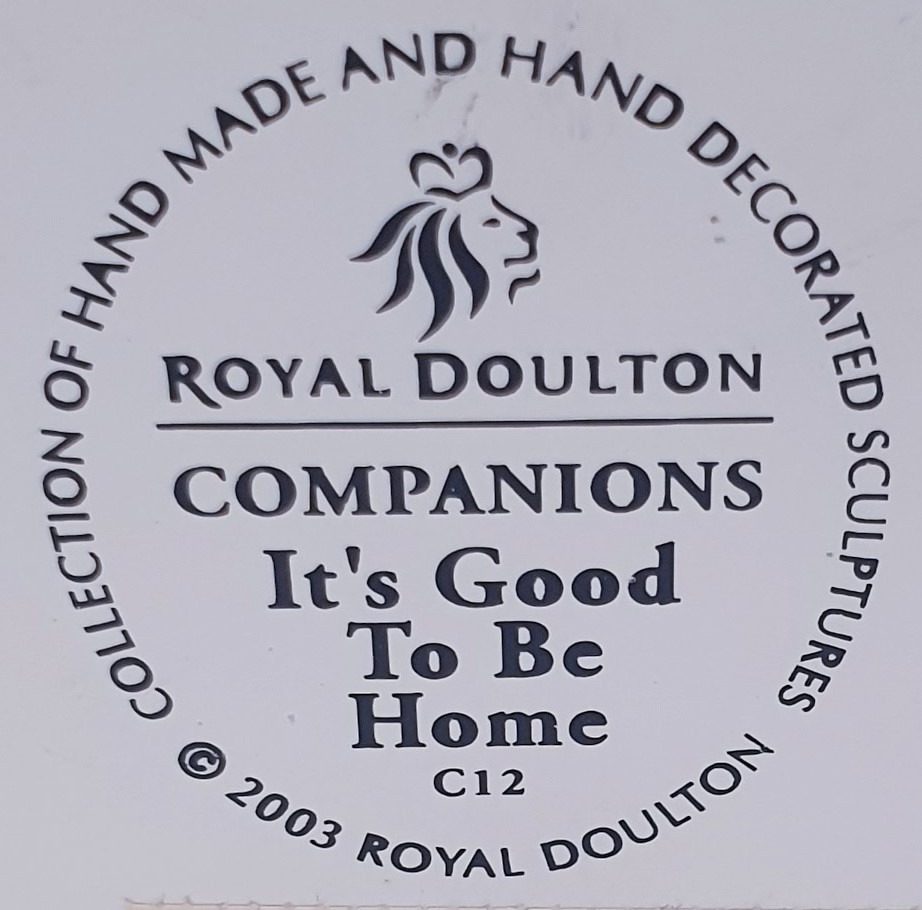 COLLECTION OF HAND MADE AND HAND DECORATED SCULPTURES
ROYAL DOULTON
COMPANIONS
It's Good
To Be
Home
C12
© 2003 ROYAL DOULTON